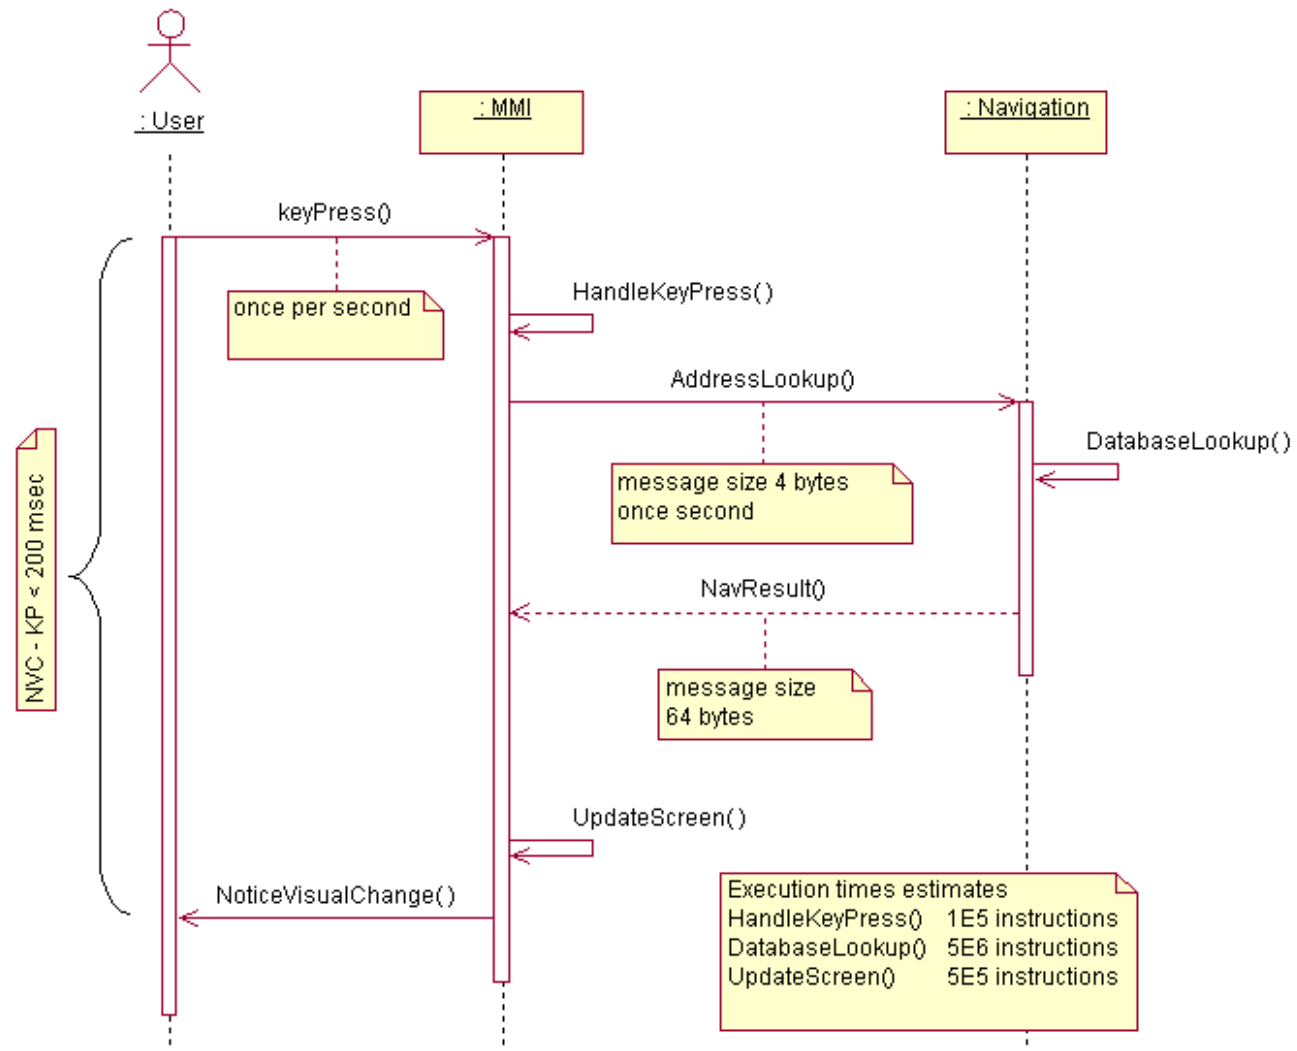 : User
: MMI
: Navigation
keyPress()
once per second
HandleKeyPress()
AddressLookup()
DatabaseLookup()
message size 4 bytes
once second
NVC - KP < 200 msec
NavResult()
message size
64 bytes
UpdateScreen()
NoticeVisualChange()
Execution times estimates
HandleKeyPress() 1E5 instructions
DatabaseLookup() 5E6 instructions
UpdateScreen() 5E5 instructions